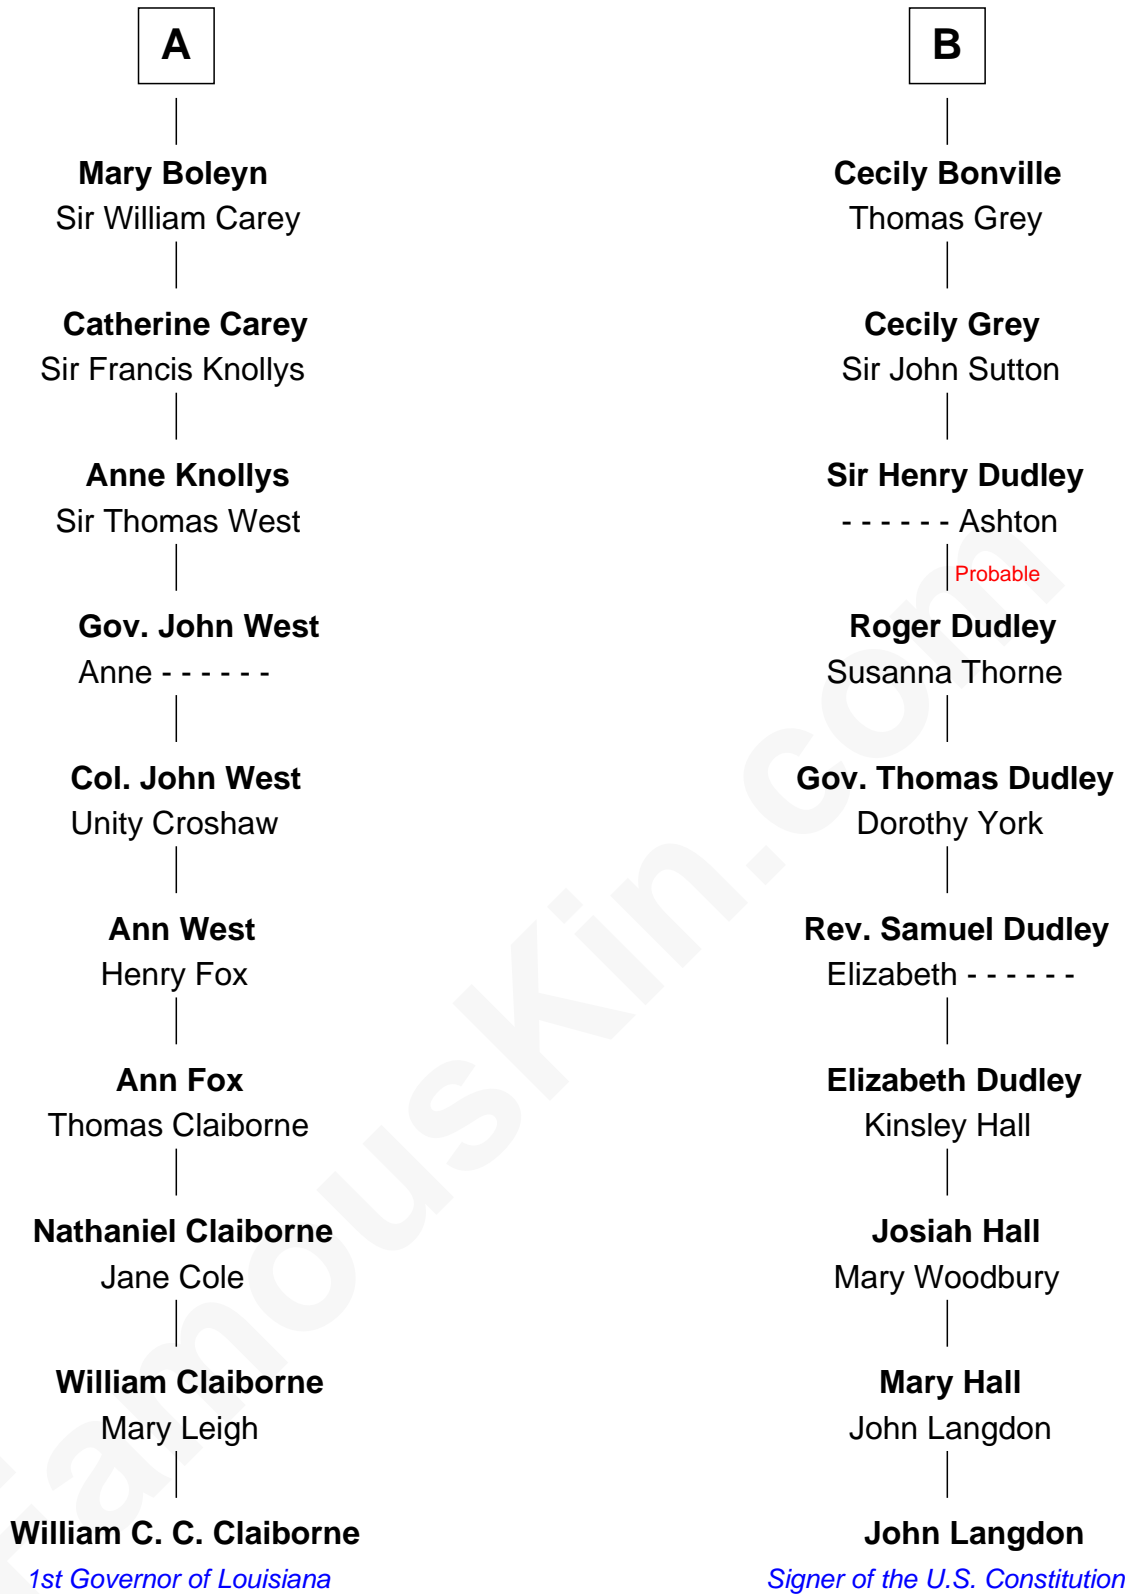 A
Mary Boleyn
Sir William Carey
Catherine Carey
Sir Francis Knollys
Anne Knollys
Sir Thomas West
Gov. John West
Anne - - - - - -
Col. John West
Unity Croshaw
Ann West
Henry Fox
Ann Fox
Thomas Claiborne
Nathaniel Claiborne
Jane Cole
William Claiborne
Mary Leigh
William C. C. Claiborne
1st Governor of Louisiana
B
Cecily Bonville
Thomas Grey
Cecily Grey
Sir John Sutton
Sir Henry Dudley
- - - - - - Ashton
Probable
Roger Dudley
Susanna Thorne
Gov. Thomas Dudley
Dorothy York
Rev. Samuel Dudley
Elizabeth - - - - - -
Elizabeth Dudley
Kinsley Hall
Josiah Hall
Mary Woodbury
Mary Hall
John Langdon
John Langdon
Signer of the U.S. Constitution
famouskin.com